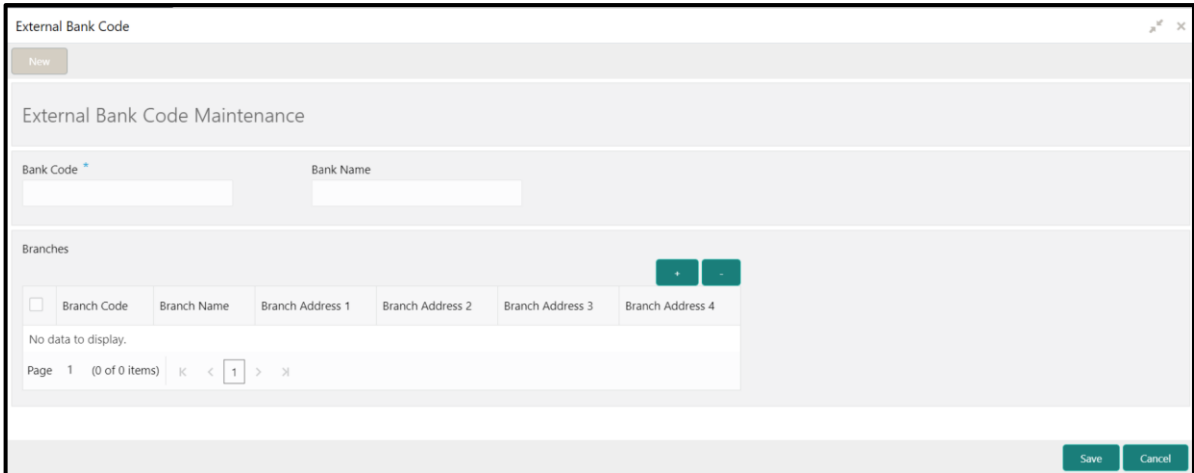 External Bank Code
New
External Bank Code Maintenance
Bank Code * Bank Name
Branches
+ -
Branch Code Branch Name Branch Address 1 Branch Address 2 Branch Address 3 Branch Address 4
No data to display.
Page 1 (0 of 0 items) 1
Save Cancel